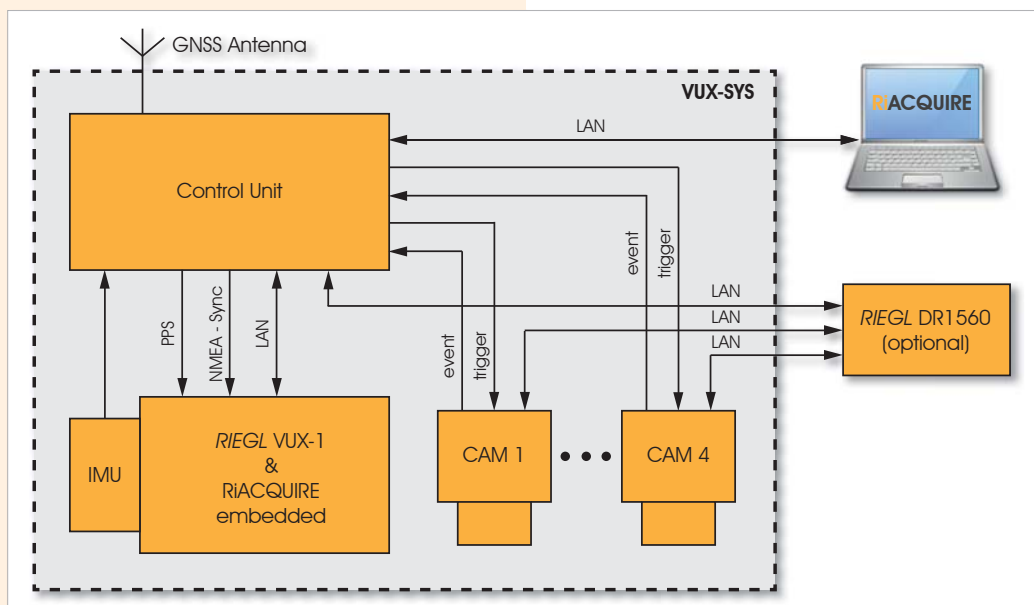 GNSS Antenna
VUX-SYS
RiACQUIRE
LAN
Control Unit
event
trigger
PPS
NMEA - Sync
LAN
event
trigger
LAN
LAN
LAN
RIEGL DR1560
(optional)
IMU
RIEGL VUX-1
&
RiACQUIRE
embedded
CAM 1
CAM 4